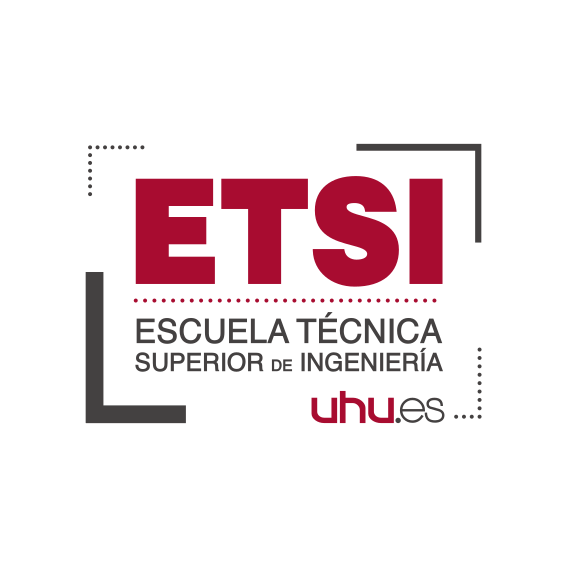 ETSI
ESCUELA TÉCNICA
SUPERIOR DE INGENIERÍA
uhu.es